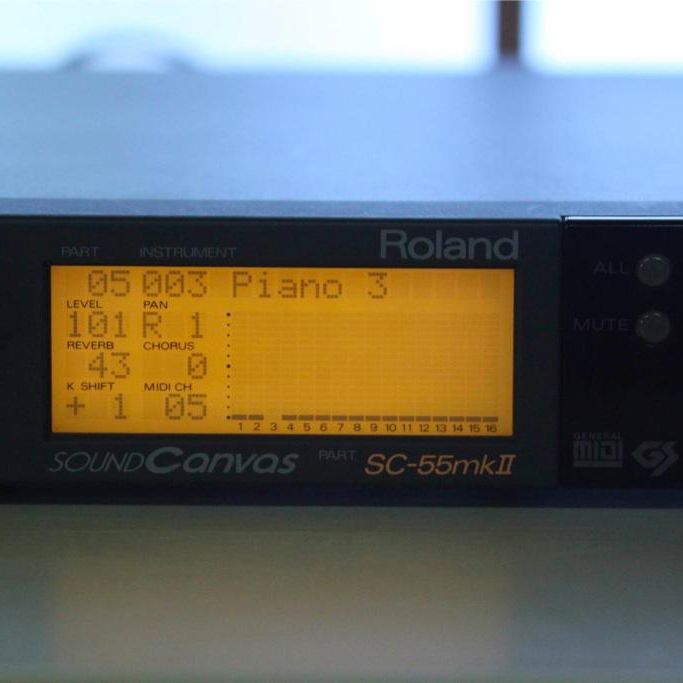 PART INSTRUMENT Roland
05 003 Piano 3
LEVEL PAN
101 R 1
REVERB CHORUS
43 0
K SHIFT MIDI CH
+ 1 05
1 2 3 4 5 6 7 8 9 10 11 12 13 14 15 16
SOUND Canvas PART SC-55mkII
ALL
MUTE
GENERAL
MIDI GS